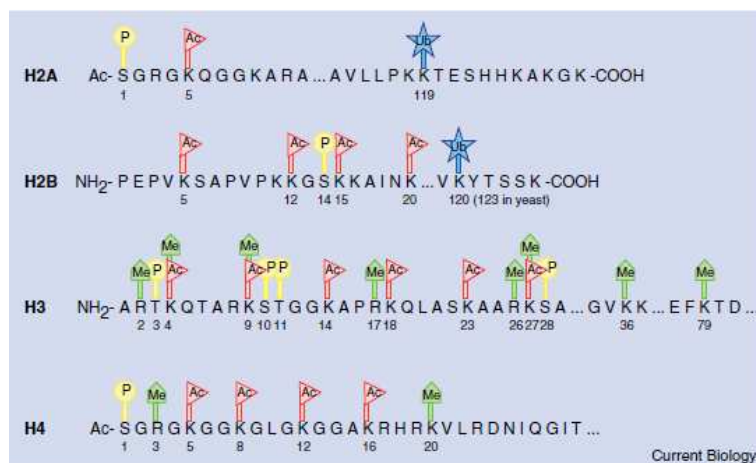 P Ac Ub
H2A Ac- S G R G K Q G G K A R A ... A V L L P K K T E S H H K A K G K -COOH
1 5 119
Ac Ac P Ac Ac Ub
H2B NH2- P E P V K S A P V P K K G S K K A I N K ... V K Y T S S K -COOH
5 12 14 15 20 120 (123 in yeast)
Me Me Me
Me P Ac Ac P P Ac Me Ac Ac Me Ac P Me Me
H3 NH2- A R T K Q T A R K S T G G K A P R K Q L A S K A A R K S A ... G V K K ... E F K T D ...
2 3 4 9 10 11 14 17 18 23 26 27 28 36 79
P Me Ac Ac Ac Ac Me
H4 Ac- S G R G K G G K G L G K G G A K R H R K V L R D N I Q G I T ...
1 3 5 8 12 16 20
Current Biology